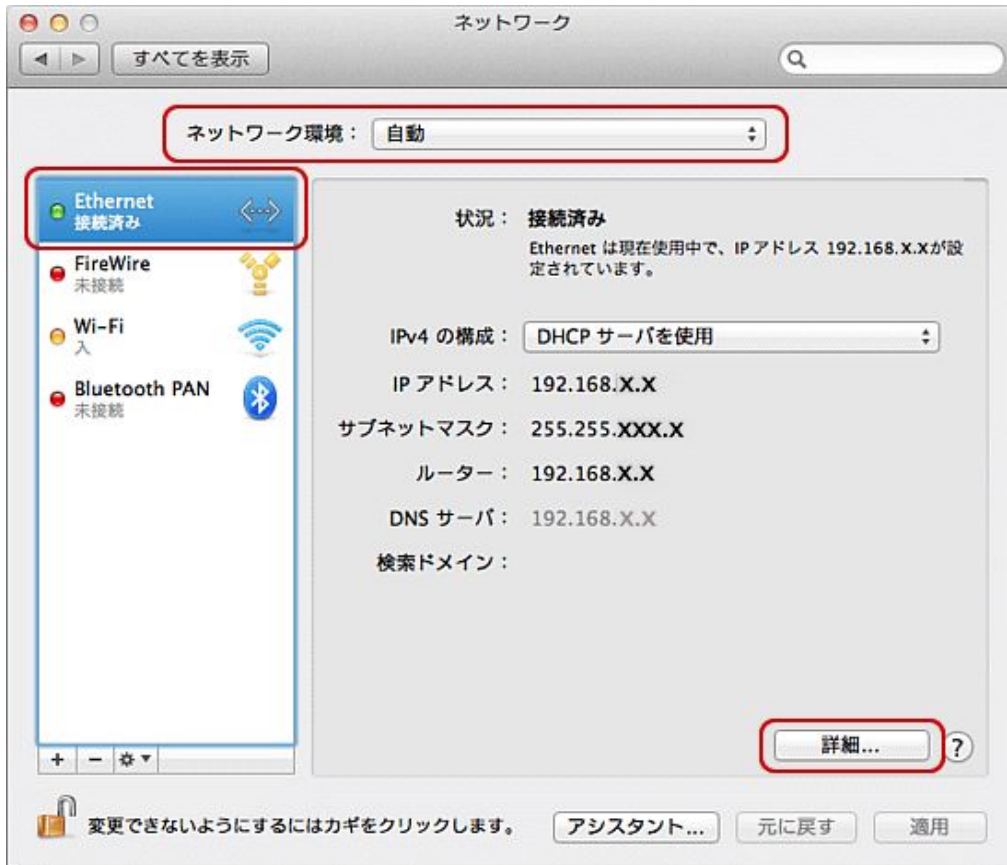 ネットワーク
すべてを表示
ネットワーク環境： 自動
Ethernet
接続済み
FireWire
未接続
Wi-Fi
入
Bluetooth PAN
未接続
状況： 接続済み
Ethernet は現在使用中で、IP アドレス 192.168.X.Xが設
定されています。
IPv4 の構成： DHCP サーバを使用
IP アドレス： 192.168.X.X
サブネットマスク： 255.255.XXX.X
ルーター： 192.168.X.X
DNS サーバ： 192.168.X.X
検索ドメイン：
詳細... ?
+ −
変更できないようにするにはカギをクリックします。 アシスタント... 元に戻す 適用